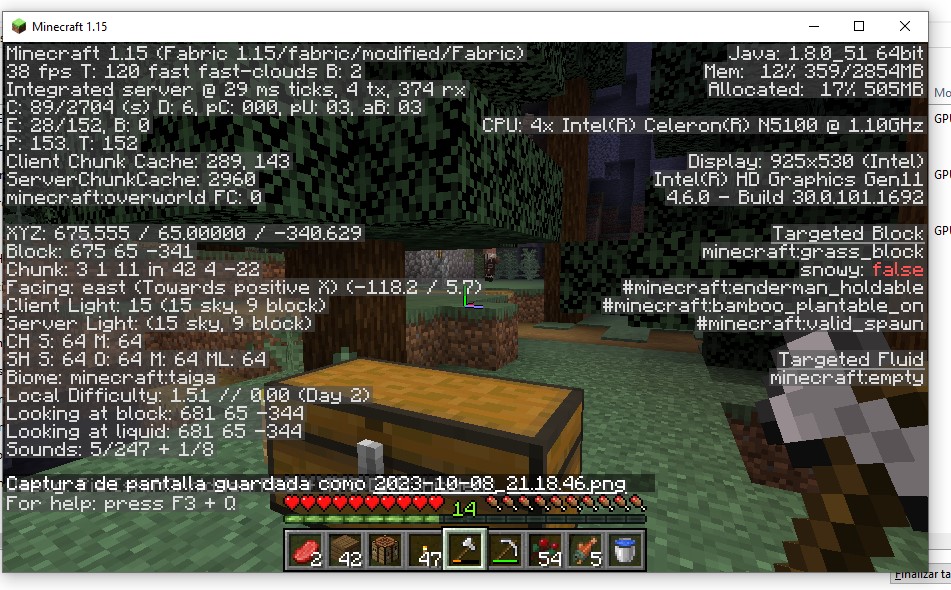 Minecraft 1.15
Minecraft 1.15 (Fabric 1.15/fabric/modified/Fabric)
38 fps T: 120 fast fast-clouds B: 2
Integrated server @ 29 ms ticks, 4 tx, 374 rx
C: 89/2704 (s) D: 6, pC: 000, pU: 03, aB: 03
E: 28/152, B: 0
P: 153. T: 152
Client Chunk Cache: 289, 143
ServerChunkCache: 2960
minecraft:overworld FC: 0
XYZ: 675.555 / 65.00000 / -340.629
Block: 675 65 -341
Chunk: 3 1 11 in 42 4 -22
Facing: east (Towards positive X) (-118.2 / 5.7)
Client Light: 15 (15 sky, 9 block)
Server Light: (15 sky, 9 block)
CH S: 64 M: 64
SH S: 64 O: 64 M: 64 ML: 64
Biome: minecraft:taiga
Local Difficulty: 1.51 // 0.00 (Day 2)
Looking at block: 681 65 -344
Looking at liquid: 681 65 -344
Sounds: 5/247 + 1/8
Captura de pantalla guardada como 2023-10-08_21.18.46.png
For help: press F3 + Q
Java: 1.8.0_51 64bit
Mem: 12% 359/2854MB
Allocated: 17% 505MB
CPU: 4x Intel(R) Celeron(R) N5100 @ 1.10GHz
Display: 925x530 (Intel)
Intel(R) HD Graphics Gen11
4.6.0 - Build 30.0.101.1692
Targeted Block
minecraft:grass_block
snowy: false
#minecraft:enderman_holdable
#minecraft:bamboo_plantable_on
#minecraft:valid_spawn
Targeted Fluid
minecraft:empty
14
2 42 47 54 5
Mo
GPU
GPU
GPU
Finalizar ta